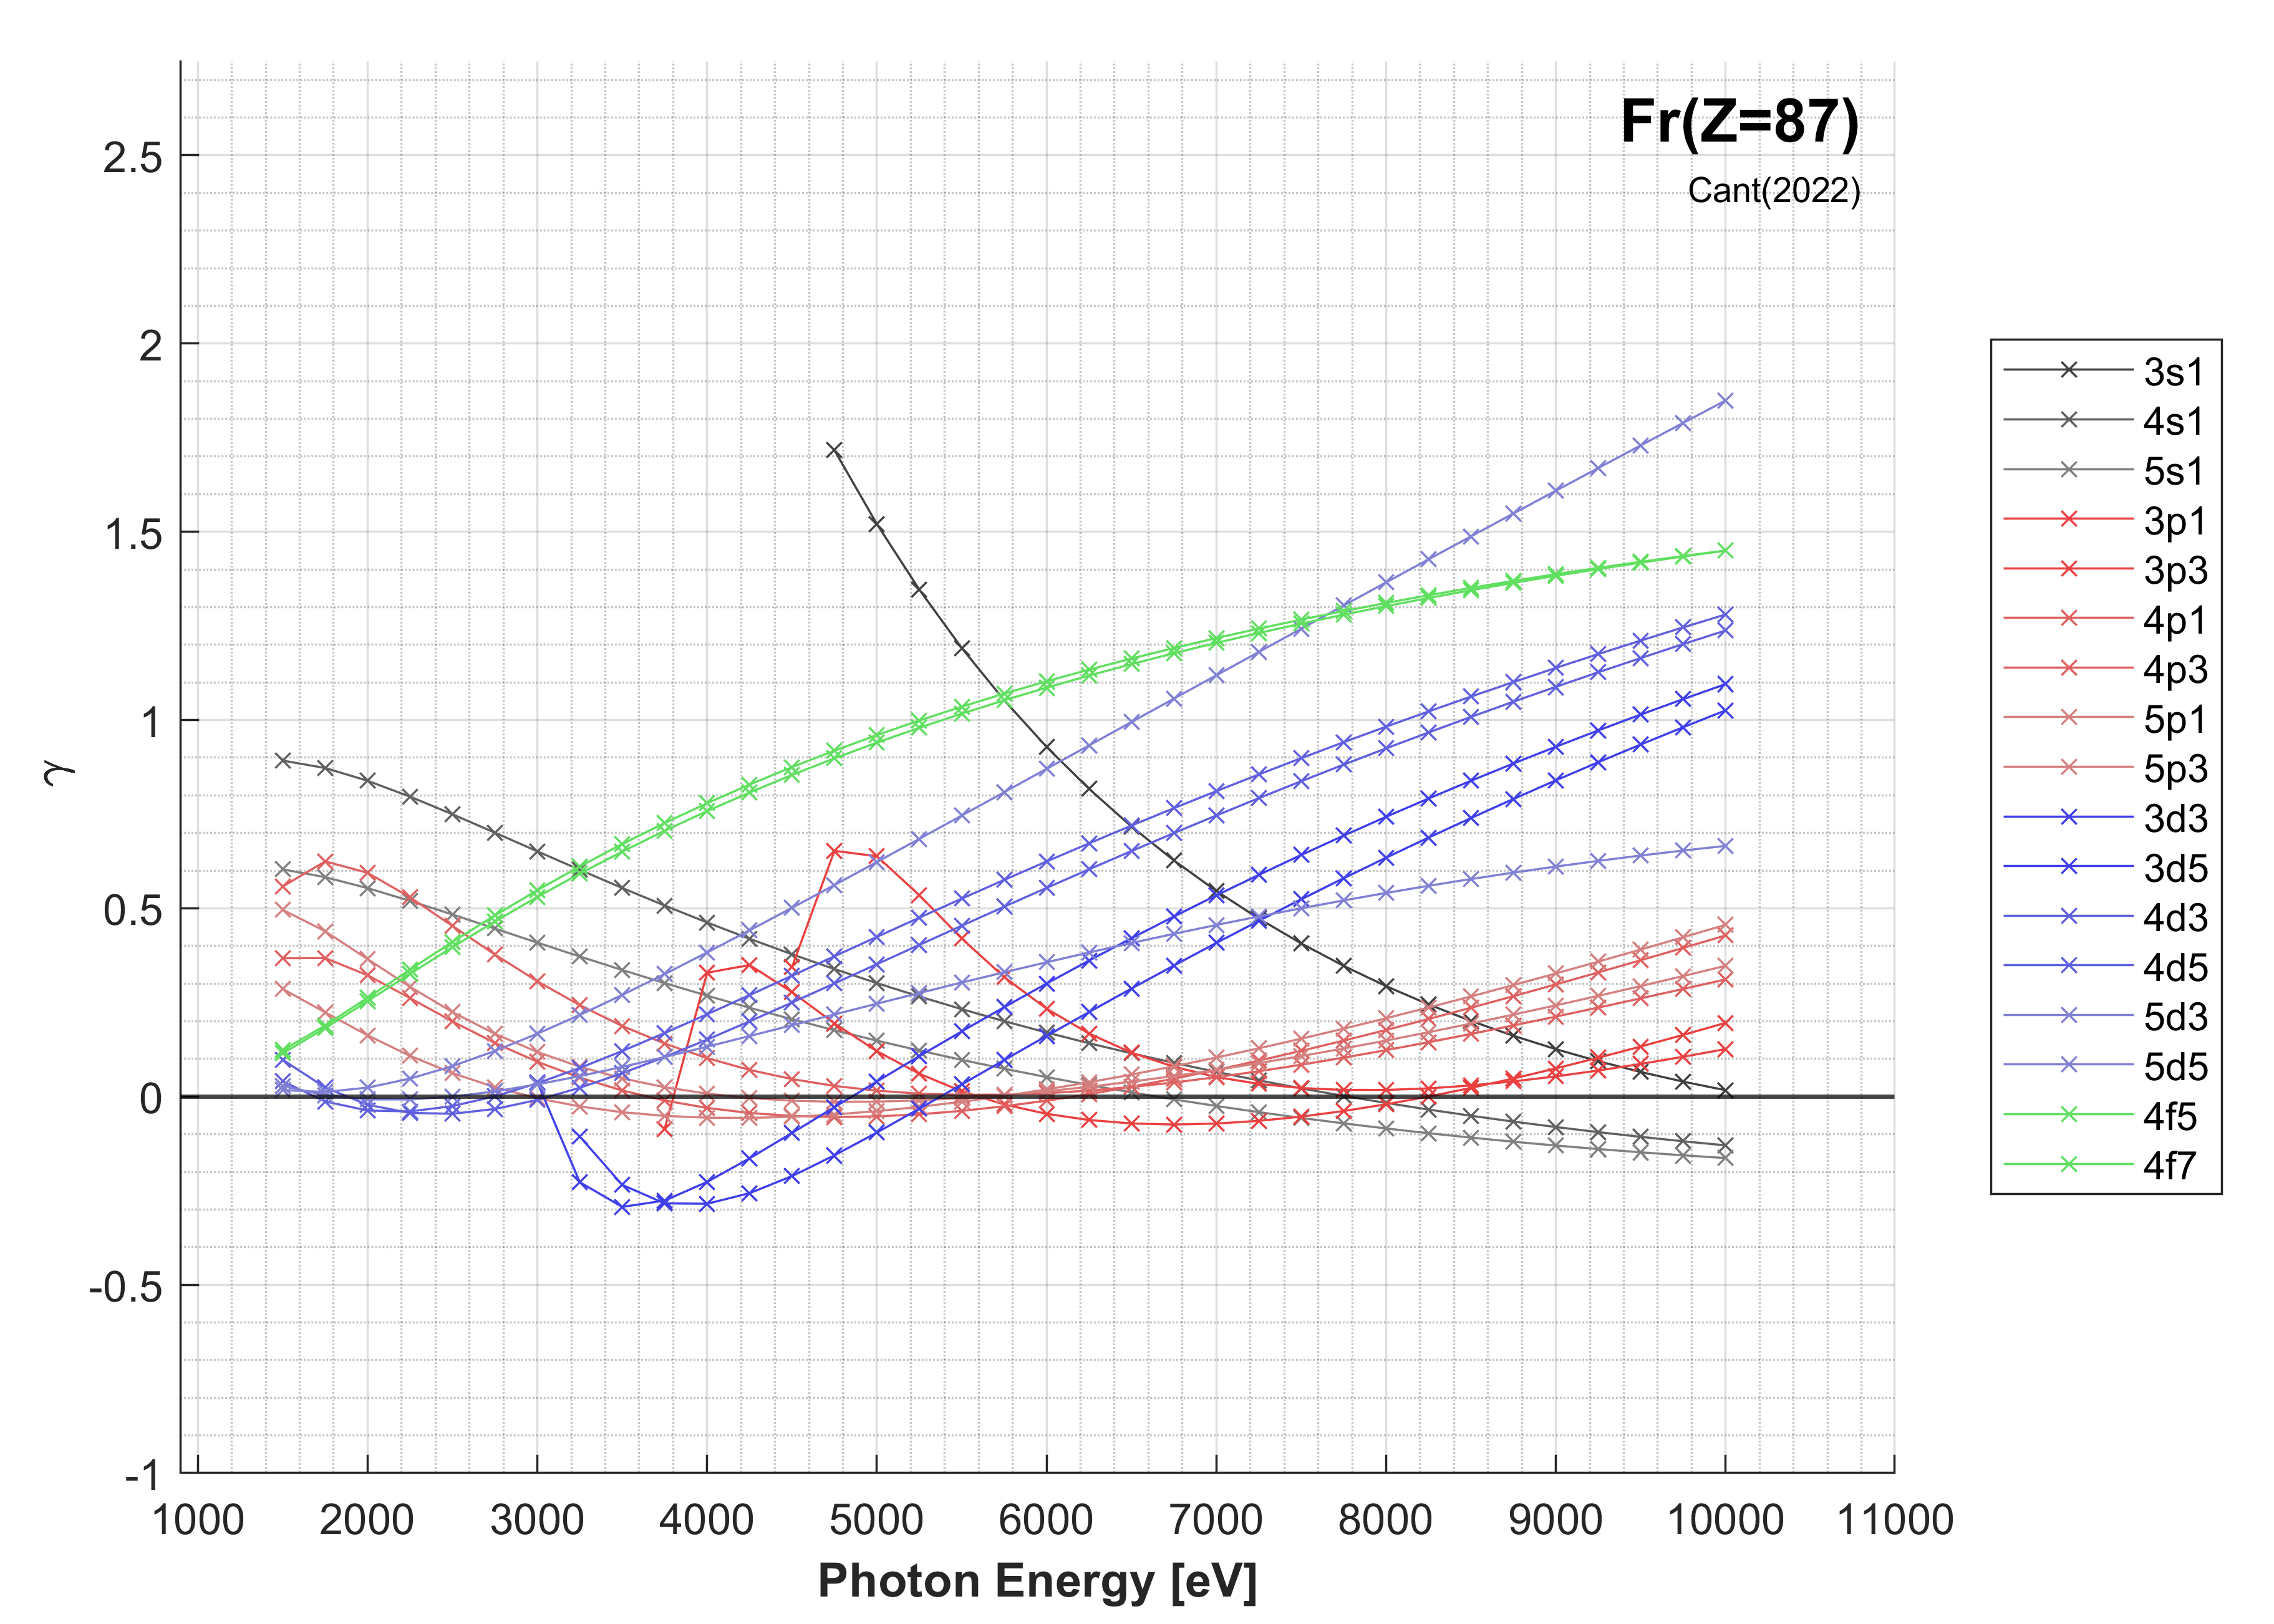 Fr(Z=87)
Cant(2022)
2.5
2
1.5
1
0.5
0
-0.5
-1
γ
1000 2000 3000 4000 5000 6000 7000 8000 9000 10000 11000
Photon Energy [eV]
3s1
4s1
5s1
3p1
3p3
4p1
4p3
5p1
5p3
3d3
3d5
4d3
4d5
5d3
5d5
4f5
4f7